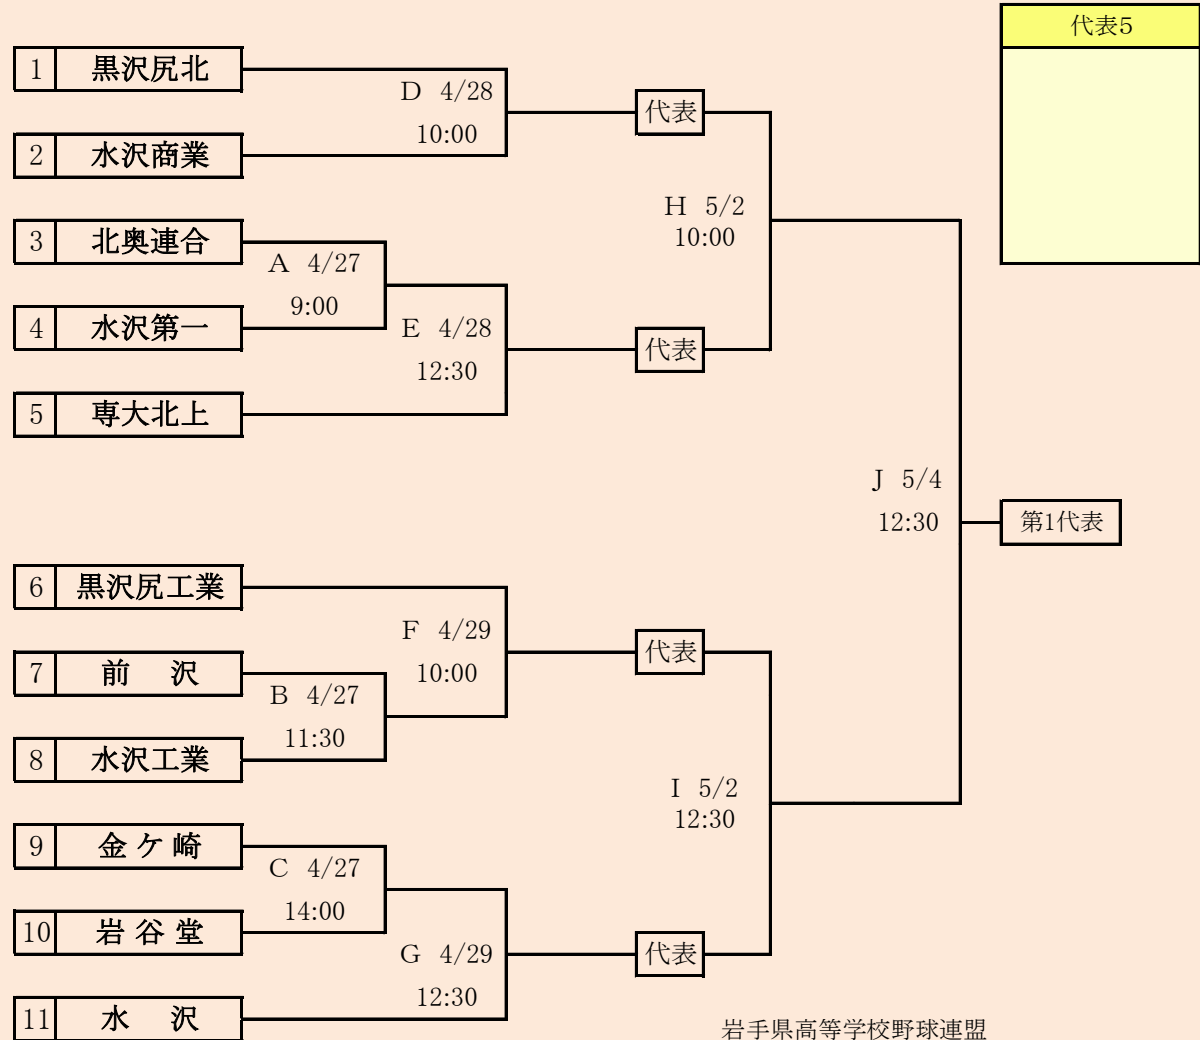 代表5
1 黒沢尻北
D 4/28
10:00
代表
2 水沢商業
H 5/2
10:00
3 北奥連合
A 4/27
9:00
4 水沢第一
E 4/28
12:30
代表
5 専大北上
J 5/4
12:30
第1代表
6 黒沢尻工業
F 4/29
10:00
代表
7 前 沢
B 4/27
11:30
8 水沢工業
I 5/2
12:30
9 金ケ崎
C 4/27
14:00
10 岩谷堂
G 4/29
12:30
代表
11 水 沢
岩手県高等学校野球連盟